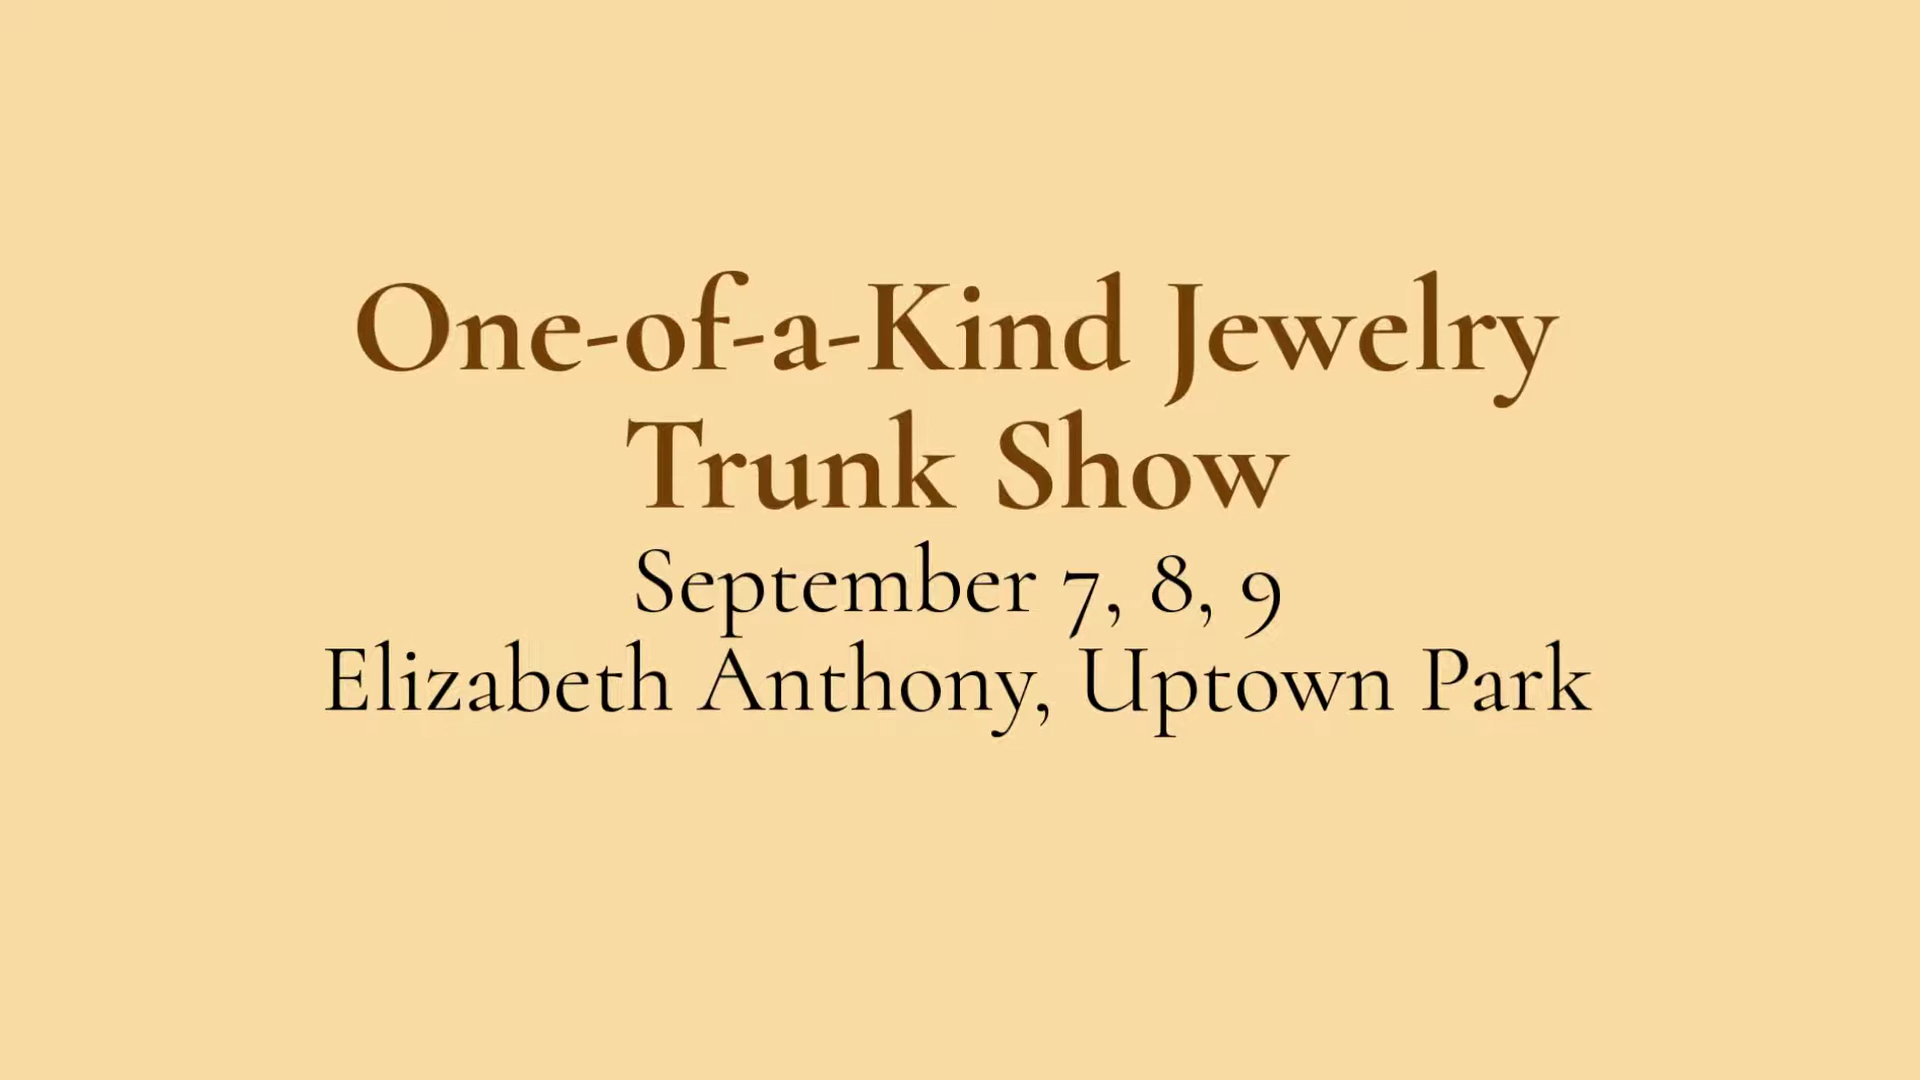 One-of-a-Kind Jewelry
Trunk Show
September 7, 8, 9
Elizabeth Anthony, Uptown Park